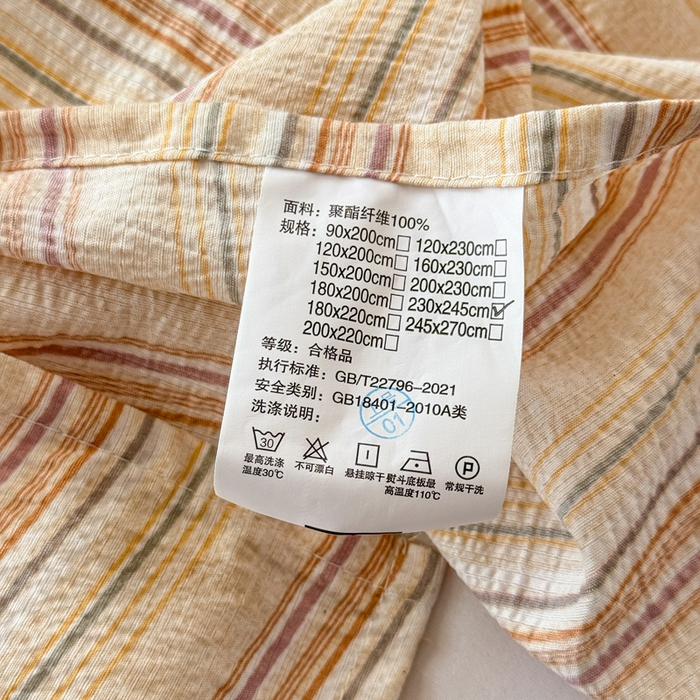 面料：聚酯纤维100%
规格：90x200cm□ 120x230cm□
120x200cm□ 160x230cm□
150x200cm□ 200x230cm□
180x200cm□ 230x245cm☑
180x220cm□ 245x270cm□
200x220cm□
等级：合格品
执行标准：GB/T22796-2021
安全类别：GB18401-2010A类
洗涤说明：
01
30 P
最高洗涤 不可漂白 悬挂晾干 熨斗底板最 常规干洗
温度30℃ 高温度110℃